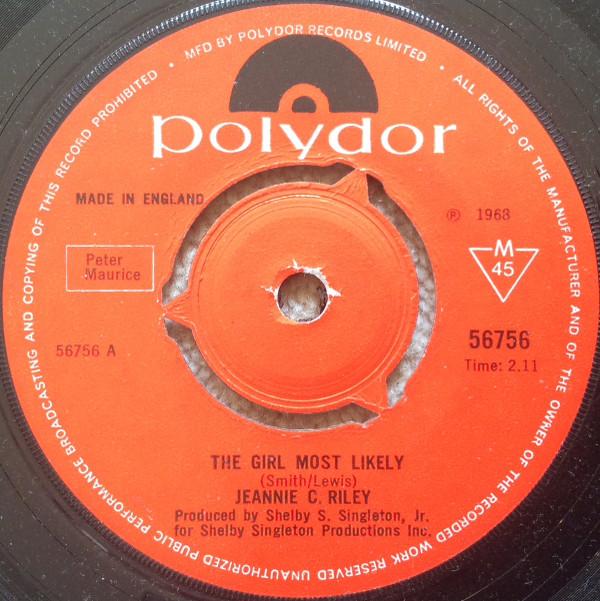 UNAUTHORIZED PUBLIC PERFORMANCE BROADCASTING AND COPYING OF THIS RECORD PROHIBITED • MFD BY POLYDOR RECORDS LIMITED • ALL RIGHTS OF THE MANUFACTURER AND OF THE OWNER OF THE RECORDED WORK RESERVED
polydor
MADE IN ENGLAND
℗ 1968
Peter
Maurice
M
45
56756 A
56756
Time: 2.11
THE GIRL MOST LIKELY
(Smith/Lewis)
JEANNIE C. RILEY
Produced by Shelby S. Singleton, Jr.
for Shelby Singleton Productions Inc.